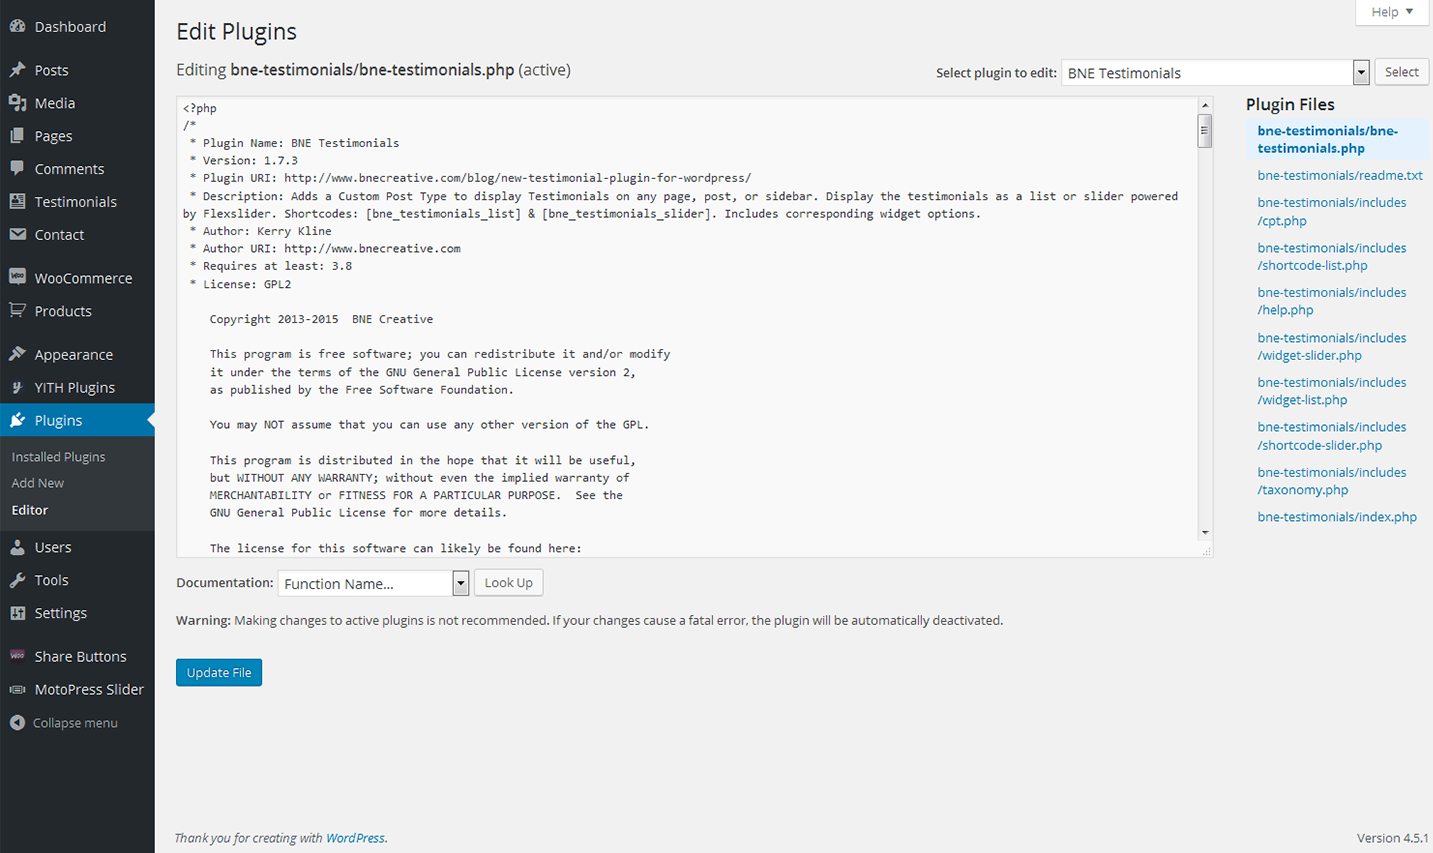 Dashboard
Posts
Media
Pages
Comments
Testimonials
Contact
WooCommerce
Products
Appearance
YITH Plugins
Plugins
Installed Plugins
Add New
Editor
Users
Tools
Settings
Share Buttons
MotoPress Slider
Collapse menu
Help
Edit Plugins
Editing bne-testimonials/bne-testimonials.php (active)
Select plugin to edit: BNE Testimonials Select
<?php
/*
* Plugin Name: BNE Testimonials
* Version: 1.7.3
* Plugin URI: http://www.bnecreative.com/blog/new-testimonial-plugin-for-wordpress/
* Description: Adds a Custom Post Type to display Testimonials on any page, post, or sidebar. Display the testimonials as a list or slider powered
by Flexslider. Shortcodes: [bne_testimonials_list] & [bne_testimonials_slider]. Includes corresponding widget options.
* Author: Kerry Kline
* Author URI: http://www.bnecreative.com
* Requires at least: 3.8
* License: GPL2
Copyright 2013-2015  BNE Creative
This program is free software; you can redistribute it and/or modify
it under the terms of the GNU General Public License version 2,
as published by the Free Software Foundation.
You may NOT assume that you can use any other version of the GPL.
This program is distributed in the hope that it will be useful,
but WITHOUT ANY WARRANTY; without even the implied warranty of
MERCHANTABILITY or FITNESS FOR A PARTICULAR PURPOSE.  See the
GNU General Public License for more details.
The license for this software can likely be found here:
Plugin Files
bne-testimonials/bne-
testimonials.php
bne-testimonials/readme.txt
bne-testimonials/includes
/cpt.php
bne-testimonials/includes
/shortcode-list.php
bne-testimonials/includes
/help.php
bne-testimonials/includes
/widget-slider.php
bne-testimonials/includes
/widget-list.php
bne-testimonials/includes
/shortcode-slider.php
bne-testimonials/includes
/taxonomy.php
bne-testimonials/index.php
Documentation: Function Name... Look Up
Warning: Making changes to active plugins is not recommended. If your changes cause a fatal error, the plugin will be automatically deactivated.
Update File
Thank you for creating with WordPress.
Version 4.5.1